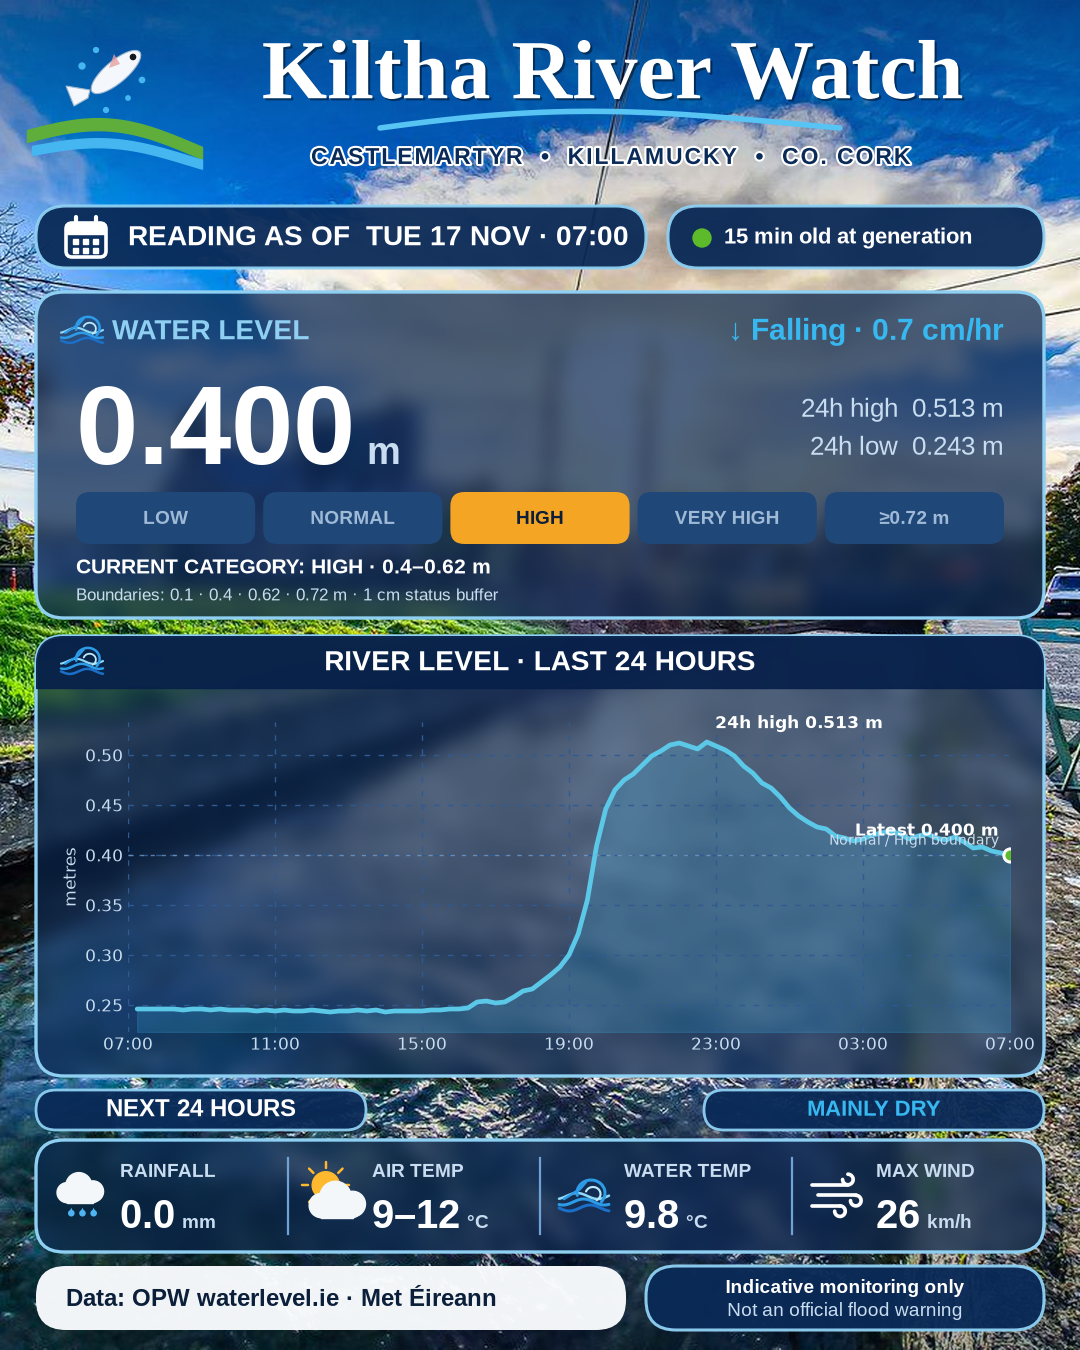 Kiltha River Watch
CASTLEMARTYR • KILLAMUCKY • CO. CORK
READING AS OF TUE 17 NOV · 07:00
15 min old at generation
WATER LEVEL
↓ Falling · 0.7 cm/hr
0.400 m
24h high 0.513 m
24h low 0.243 m
LOW
NORMAL
HIGH
VERY HIGH
≥0.72 m
CURRENT CATEGORY: HIGH · 0.4–0.62 m
Boundaries: 0.1 · 0.4 · 0.62 · 0.72 m · 1 cm status buffer
RIVER LEVEL · LAST 24 HOURS
24h high 0.513 m
Latest 0.400 m
Normal / High boundary
metres
0.50
0.45
0.40
0.35
0.30
0.25
07:00 11:00 15:00 19:00 23:00 03:00 07:00
NEXT 24 HOURS
MAINLY DRY
RAINFALL
0.0 mm
AIR TEMP
9–12 °C
WATER TEMP
9.8 °C
MAX WIND
26 km/h
Data: OPW waterlevel.ie · Met Éireann
Indicative monitoring only
Not an official flood warning